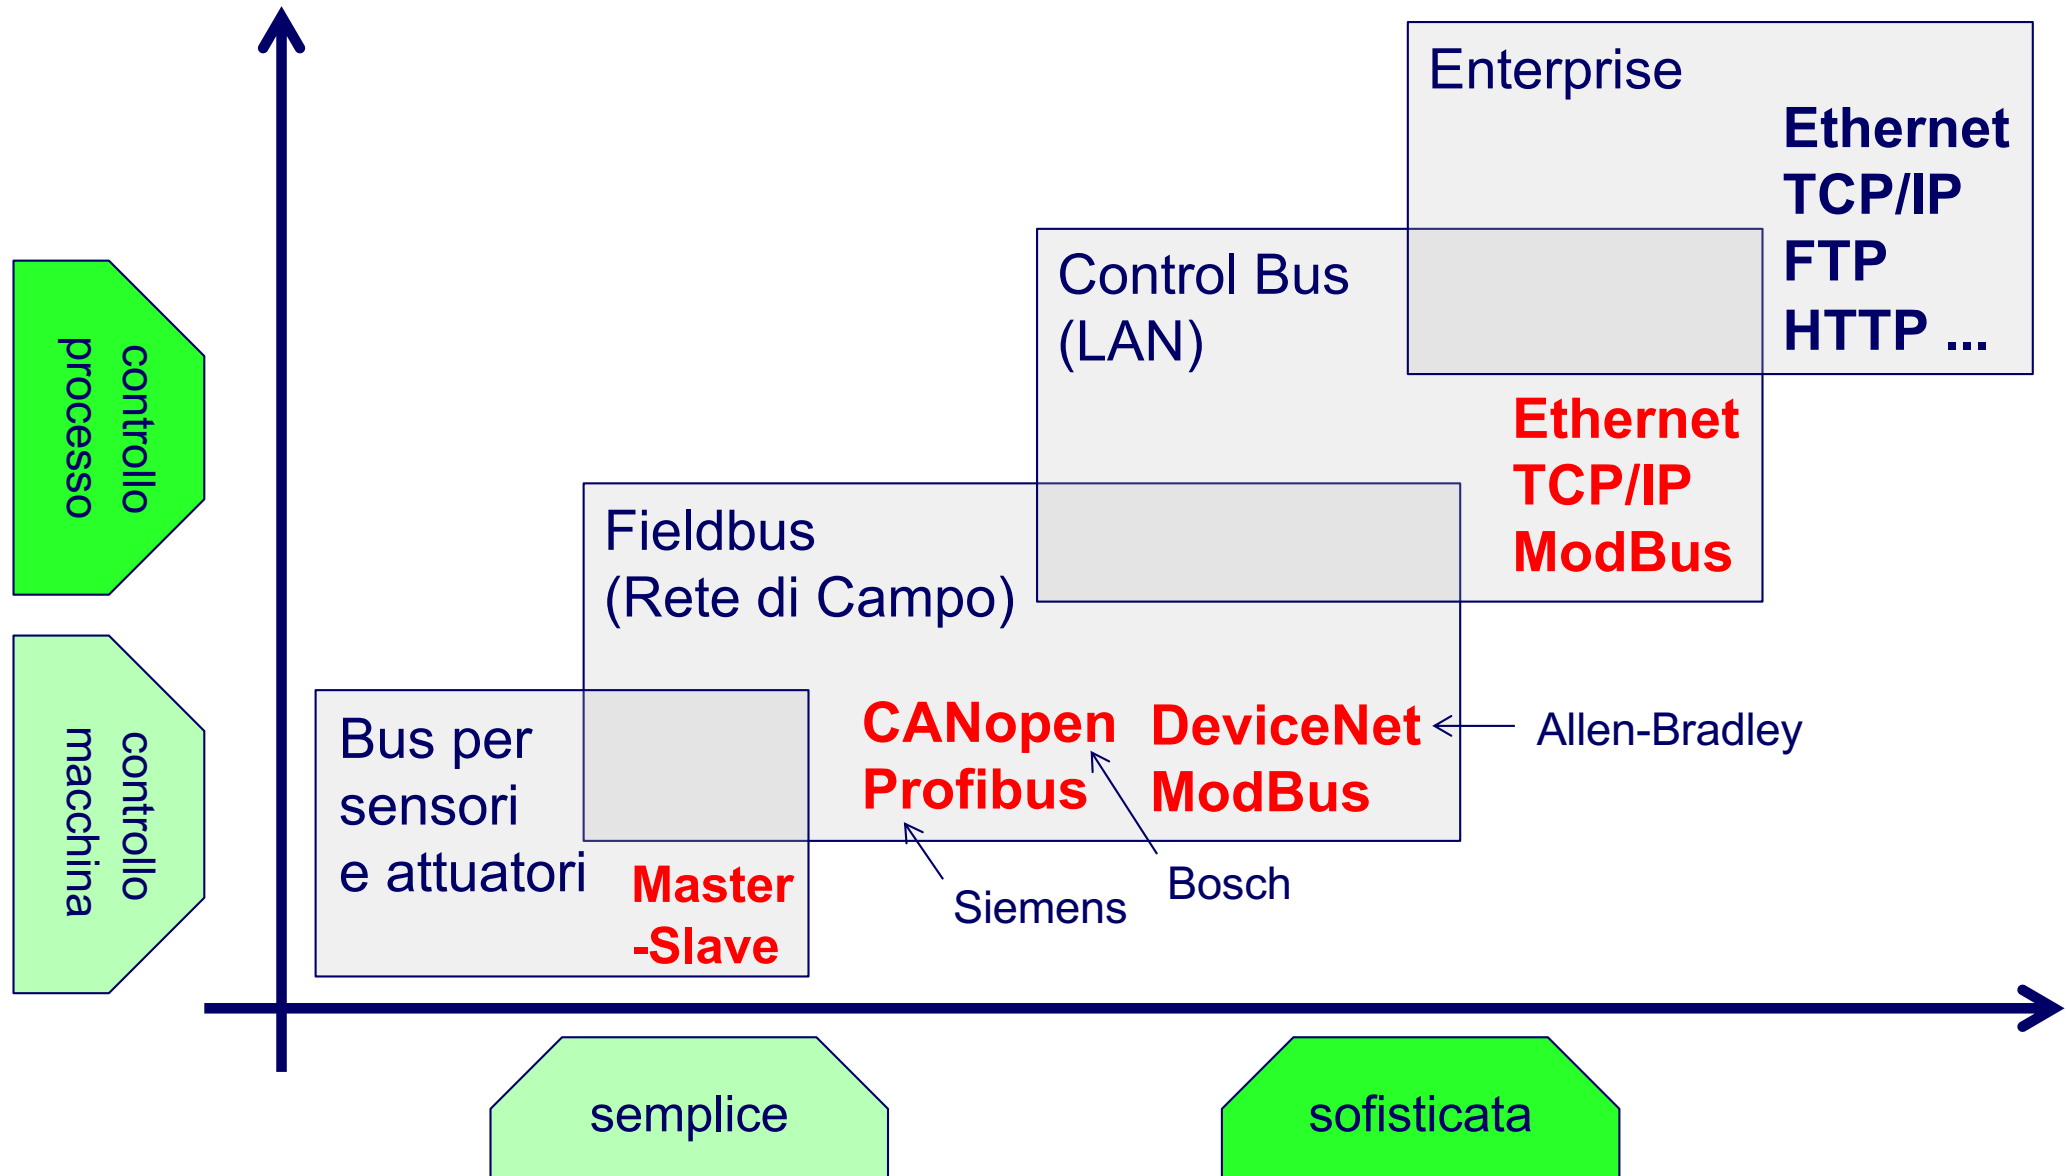 Enterprise
Ethernet
TCP/IP
FTP
HTTP ...
Control Bus
(LAN)
Ethernet
TCP/IP
ModBus
controllo
processo
Fieldbus
(Rete di Campo)
CANopen
Profibus
DeviceNet
ModBus
Allen-Bradley
Bosch
Siemens
Bus per
sensori
e attuatori
Master
-Slave
controllo
macchina
semplice
sofisticata